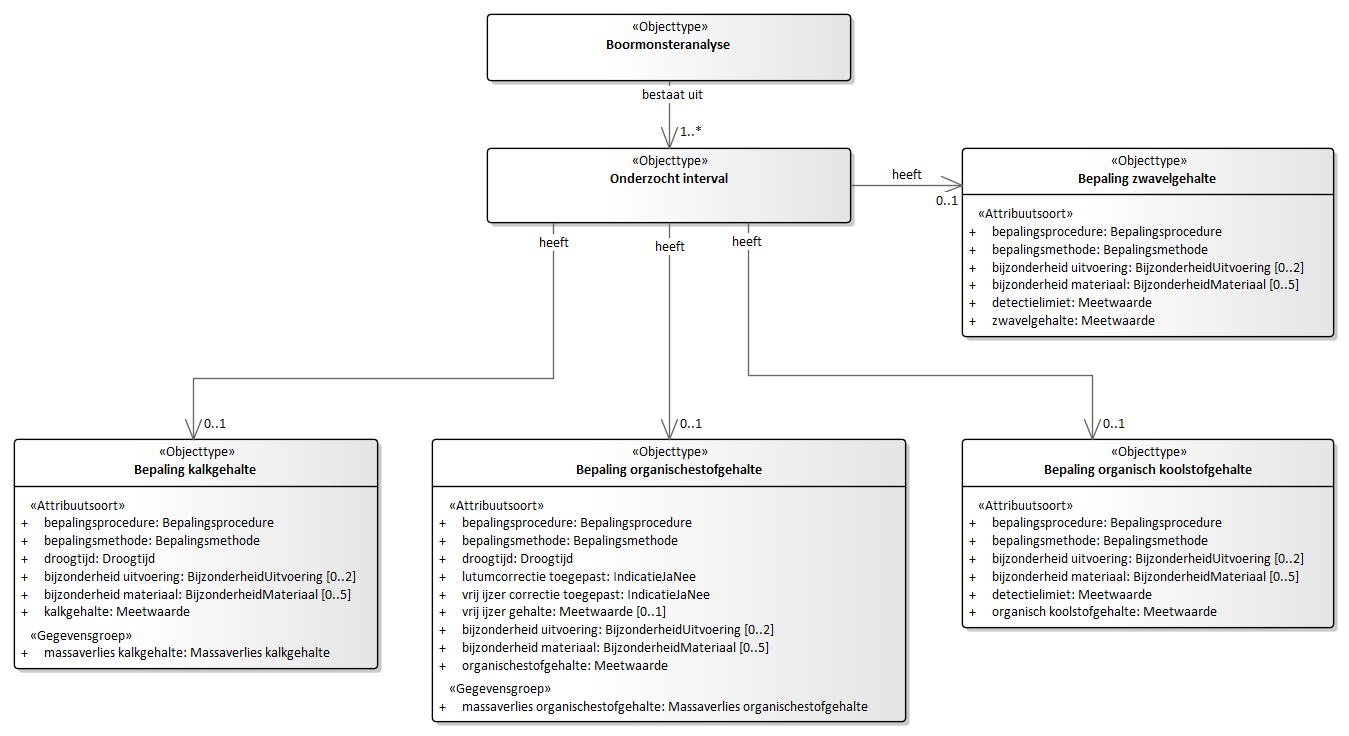 «Objecttype»
Boormonsteranalyse
bestaat uit
1..*
«Objecttype»
Onderzocht interval
heeft
0..1
«Objecttype»
Bepaling zwavelgehalte
«Attribuutsoort»
+ bepalingsprocedure: Bepalingsprocedure
+ bepalingsmethode: Bepalingsmethode
+ bijzonderheid uitvoering: BijzonderheidUitvoering [0..2]
+ bijzonderheid materiaal: BijzonderheidMateriaal [0..5]
+ detectielimiet: Meetwaarde
+ zwavelgehalte: Meetwaarde
heeft
heeft
heeft
0..1
0..1
0..1
«Objecttype»
Bepaling kalkgehalte
«Attribuutsoort»
+ bepalingsprocedure: Bepalingsprocedure
+ bepalingsmethode: Bepalingsmethode
+ droogtijd: Droogtijd
+ bijzonderheid uitvoering: BijzonderheidUitvoering [0..2]
+ bijzonderheid materiaal: BijzonderheidMateriaal [0..5]
+ kalkgehalte: Meetwaarde
«Gegevensgroep»
+ massaverlies kalkgehalte: Massaverlies kalkgehalte
«Objecttype»
Bepaling organischestofgehalte
«Attribuutsoort»
+ bepalingsprocedure: Bepalingsprocedure
+ bepalingsmethode: Bepalingsmethode
+ droogtijd: Droogtijd
+ lutumcorrectie toegepast: IndicatieJaNee
+ vrij ijzer correctie toegepast: IndicatieJaNee
+ vrij ijzer gehalte: Meetwaarde [0..1]
+ bijzonderheid uitvoering: BijzonderheidUitvoering [0..2]
+ bijzonderheid materiaal: BijzonderheidMateriaal [0..5]
+ organischestofgehalte: Meetwaarde
«Gegevensgroep»
+ massaverlies organischestofgehalte: Massaverlies organischestofgehalte
«Objecttype»
Bepaling organisch koolstofgehalte
«Attribuutsoort»
+ bepalingsprocedure: Bepalingsprocedure
+ bepalingsmethode: Bepalingsmethode
+ bijzonderheid uitvoering: BijzonderheidUitvoering [0..2]
+ bijzonderheid materiaal: BijzonderheidMateriaal [0..5]
+ detectielimiet: Meetwaarde
+ organisch koolstofgehalte: Meetwaarde